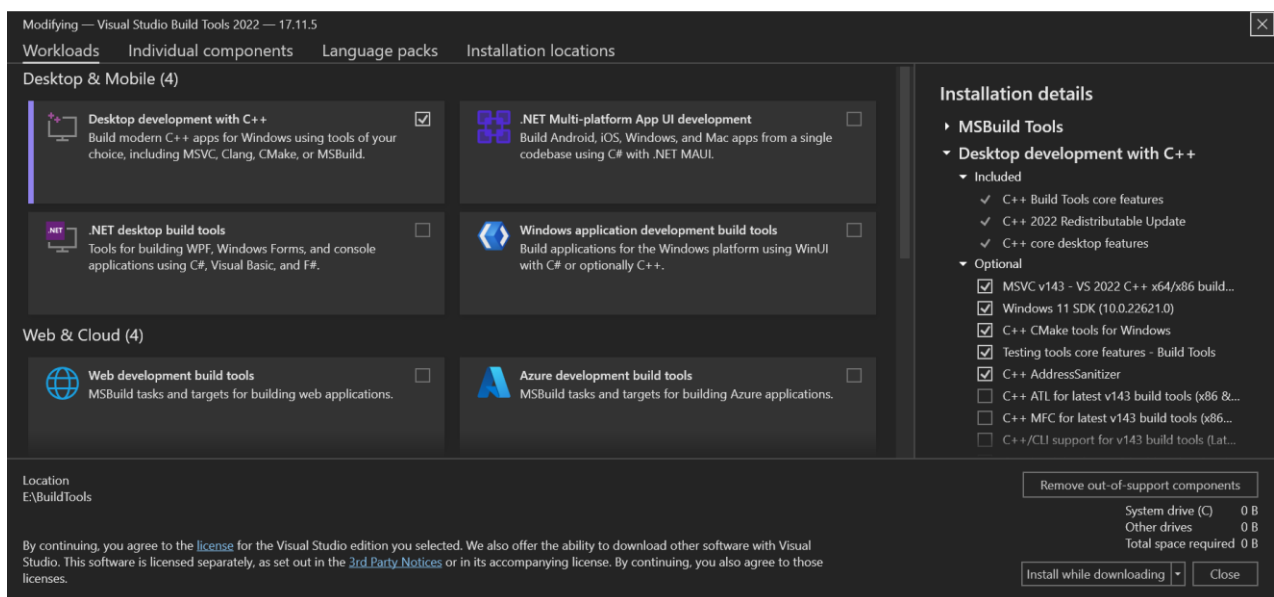 Modifying — Visual Studio Build Tools 2022 — 17.11.5
Workloads Individual components Language packs Installation locations
Desktop & Mobile (4)
Desktop development with C++
Build modern C++ apps for Windows using tools of your
choice, including MSVC, Clang, CMake, or MSBuild.
.NET Multi-platform App UI development
Build Android, iOS, Windows, and Mac apps from a single
codebase using C# with .NET MAUI.
.NET
.NET desktop build tools
Tools for building WPF, Windows Forms, and console
applications using C#, Visual Basic, and F#.
Windows application development build tools
Build applications for the Windows platform using WinUI
with C# or optionally C++.
Web & Cloud (4)
Web development build tools
MSBuild tasks and targets for building web applications.
Azure development build tools
MSBuild tasks and targets for building Azure applications.
Installation details
MSBuild Tools
Desktop development with C++
Included
C++ Build Tools core features
C++ 2022 Redistributable Update
C++ core desktop features
Optional
MSVC v143 - VS 2022 C++ x64/x86 build...
Windows 11 SDK (10.0.22621.0)
C++ CMake tools for Windows
Testing tools core features - Build Tools
C++ AddressSanitizer
C++ ATL for latest v143 build tools (x86 &...
C++ MFC for latest v143 build tools (x86...
C++/CLI support for v143 build tools (Lat...
Location
E:\BuildTools
By continuing, you agree to the license for the Visual Studio edition you selected. We also offer the ability to download other software with Visual
Studio. This software is licensed separately, as set out in the 3rd Party Notices or in its accompanying license. By continuing, you also agree to those
licenses.
Remove out-of-support components
System drive (C) 0 B
Other drives 0 B
Total space required 0 B
Install while downloading
Close